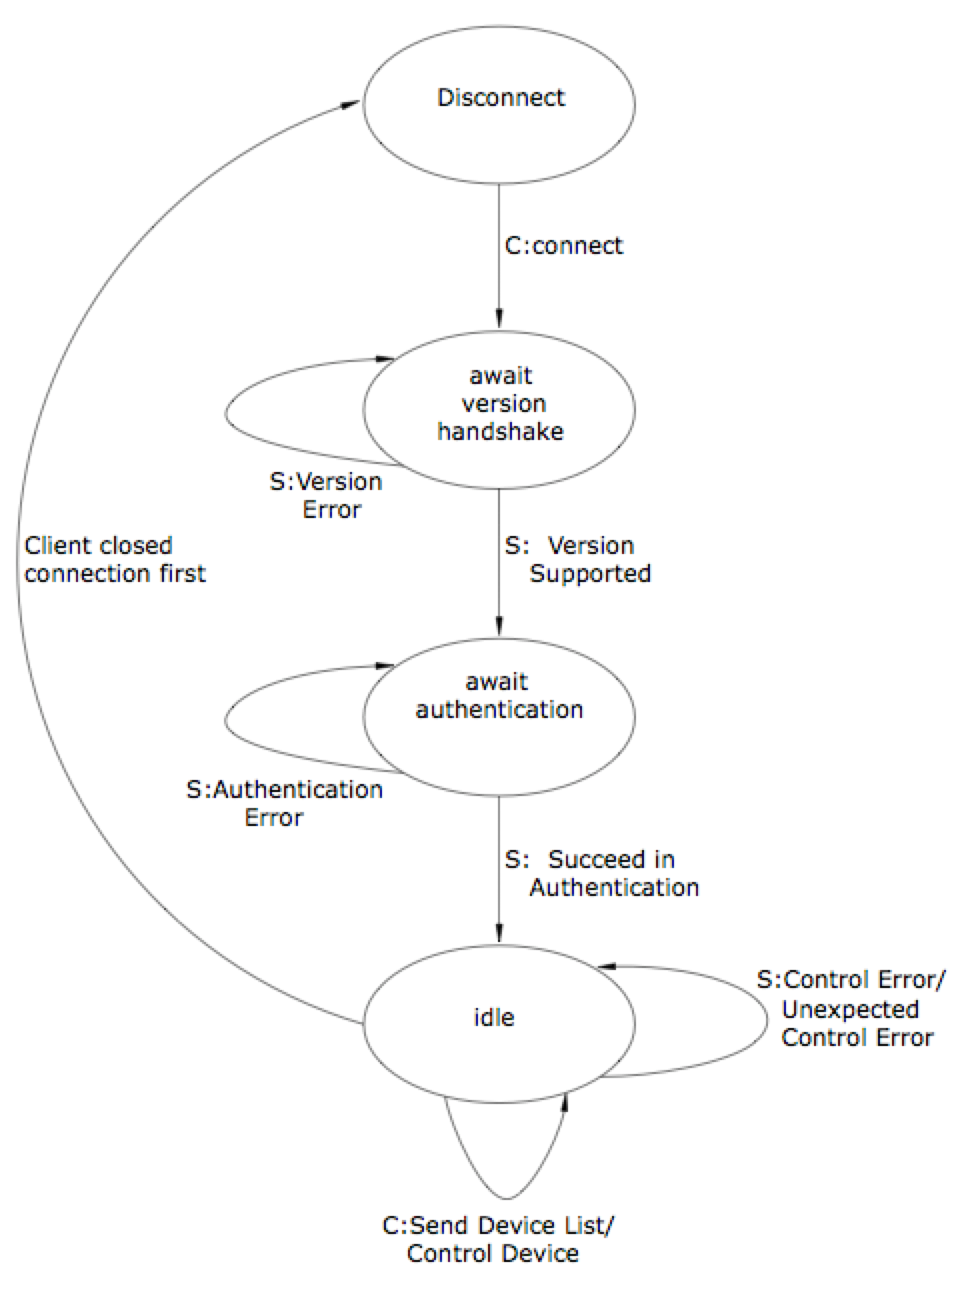 Disconnect
C:connect
await
version
handshake
S:Version
Error
S:  Version
Supported
Client closed
connection first
await
authentication
S:Authentication
Error
S:  Succeed in
Authentication
idle
S:Control Error/
Unexpected
Control Error
C:Send Device List/
Control Device